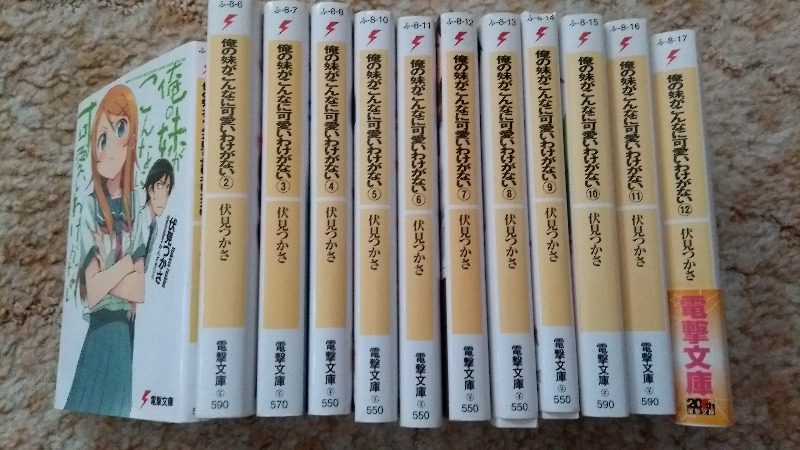 俺の妹が
こんなに
可愛いわけがない
伏見つかさ
電撃文庫
ふ-8-6
俺の妹がこんなに可愛いわけがない②
伏見つかさ
電撃文庫
590
ふ-8-7
俺の妹がこんなに可愛いわけがない③
伏見つかさ
電撃文庫
570
ふ-8-8
俺の妹がこんなに可愛いわけがない④
伏見つかさ
電撃文庫
550
ふ-8-10
俺の妹がこんなに可愛いわけがない⑤
伏見つかさ
電撃文庫
550
ふ-8-11
俺の妹がこんなに可愛いわけがない⑥
伏見つかさ
電撃文庫
550
ふ-8-12
俺の妹がこんなに可愛いわけがない⑦
伏見つかさ
電撃文庫
550
ふ-8-13
俺の妹がこんなに可愛いわけがない⑧
伏見つかさ
電撃文庫
550
-14
俺の妹がこんなに可愛いわけがない⑨
伏見つかさ
電撃文庫
550
ふ-8-15
俺の妹がこんなに可愛いわけがない⑩
伏見つかさ
電撃文庫
590
ふ-8-16
俺の妹がこんなに可愛いわけがない⑪
伏見つかさ
電撃文庫
590
ふ-8-17
俺の妹がこんなに可愛いわけがない⑫
伏見つかさ
電撃文庫